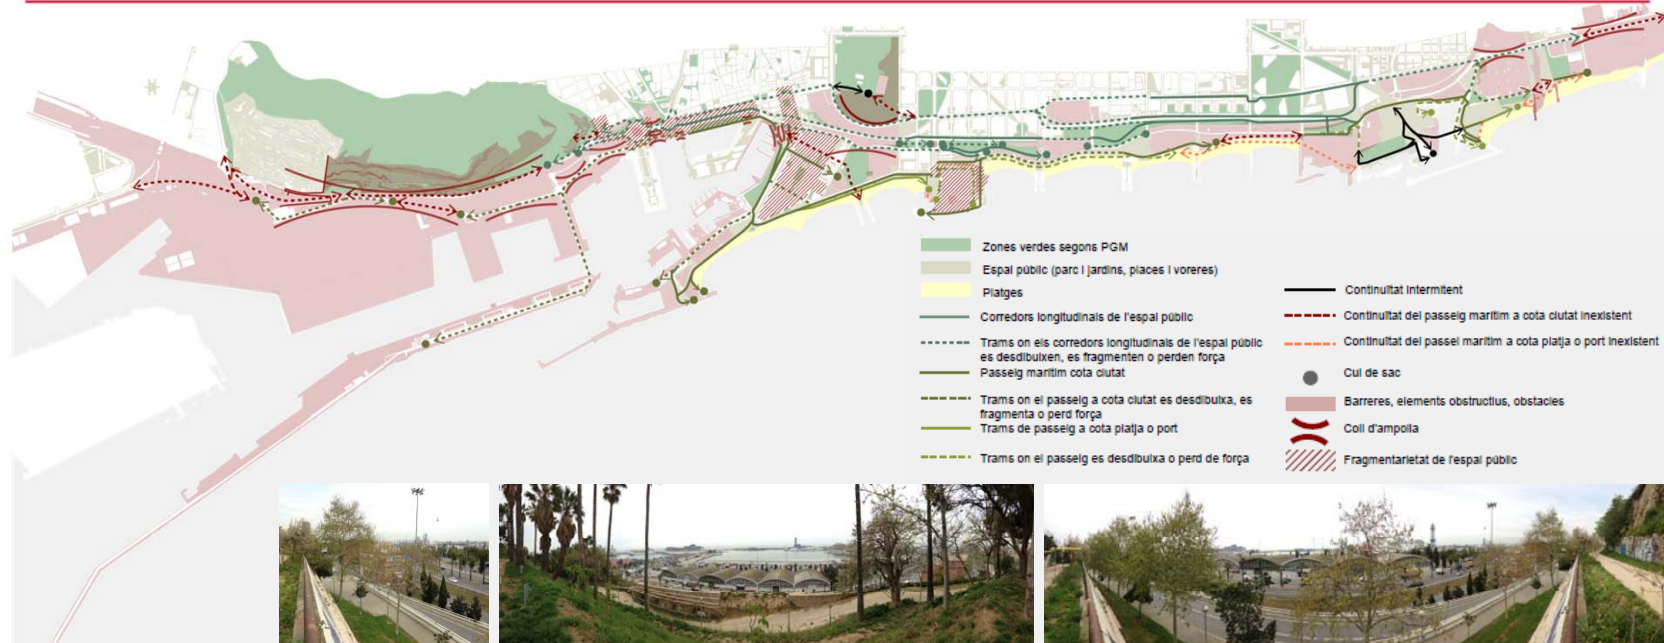 Zones verdes segons PGM
Espai públic (parc i jardins, places i voreres)
Platges
Corredors longitudinals de l'espai públic
Trams on els corredors longitudinals de l'espai públic
es desdibuixen, es fragmenten o perden força
Passeig marítim cota ciutat
Trams on el passeig a cota ciutat es desdibuixa, es
fragmenta o perd força
Trams de passeig a cota platja o port
Trams on el passeig es desdibuixa o perd de força
Continuïtat intermitent
Continuïtat del passeig marítim a cota ciutat inexistent
Continuïtat del passei marítim a cota platja o port inexistent
Cul de sac
Barreres, elements obstructius, obstacles
Coll d'ampolla
Fragmentarietat de l'espai públic